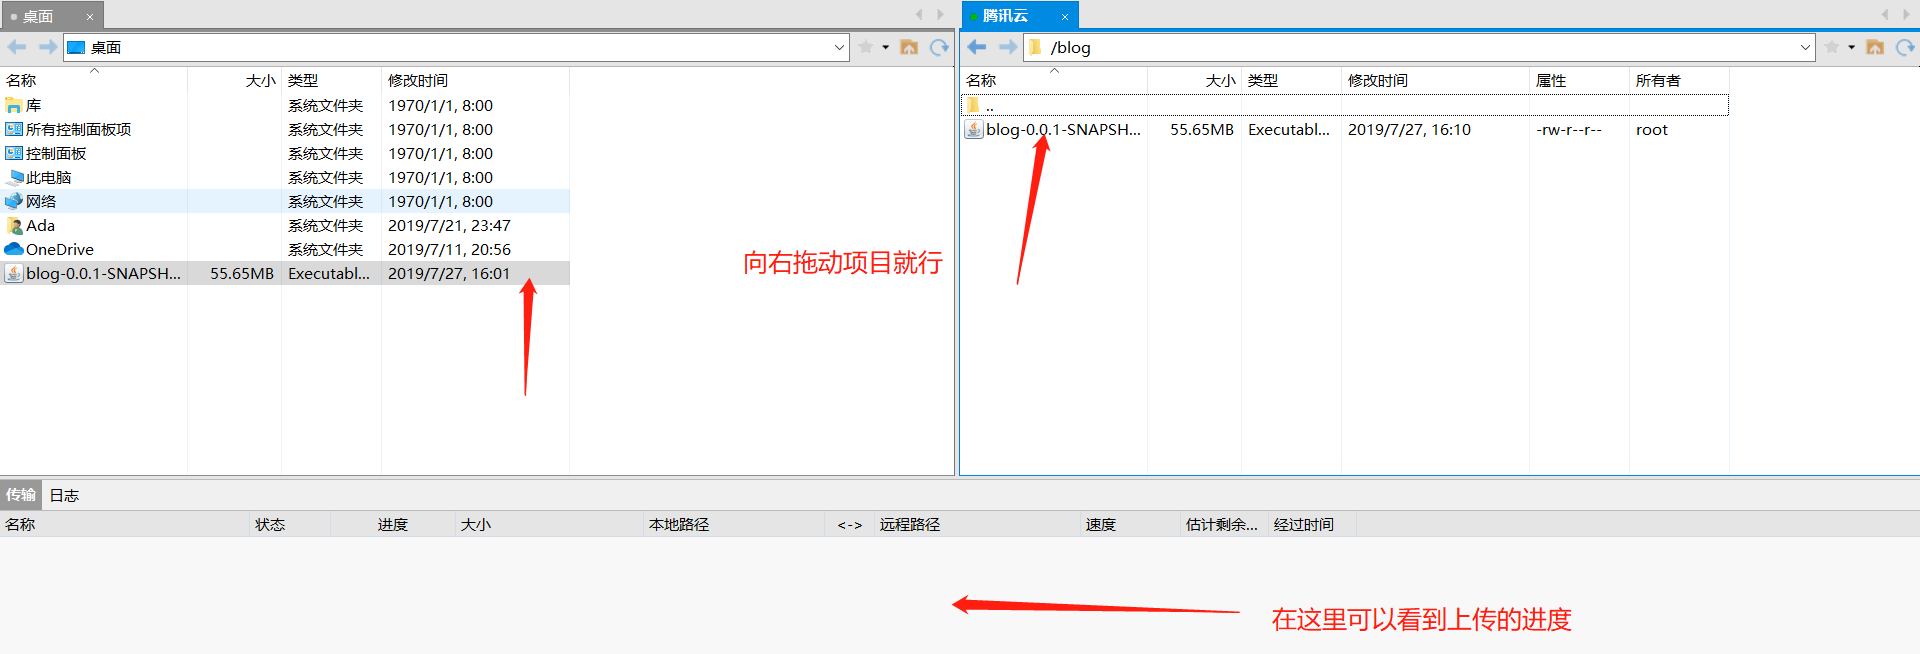 桌面
桌面
名称 大小 类型 修改时间
库 系统文件夹 1970/1/1, 8:00
所有控制面板项 系统文件夹 1970/1/1, 8:00
控制面板 系统文件夹 1970/1/1, 8:00
此电脑 系统文件夹 1970/1/1, 8:00
网络 系统文件夹 1970/1/1, 8:00
Ada 系统文件夹 2019/7/21, 23:47
OneDrive 系统文件夹 2019/7/11, 20:56
blog-0.0.1-SNAPSH... 55.65MB Executabl... 2019/7/27, 16:01
向右拖动项目就行
腾讯云
/blog
名称 大小 类型 修改时间 属性 所有者
..
blog-0.0.1-SNAPSH... 55.65MB Executabl... 2019/7/27, 16:10 -rw-r--r-- root
传输 日志
名称 状态 进度 大小 本地路径 <-> 远程路径 速度 估计剩余... 经过时间
在这里可以看到上传的进度